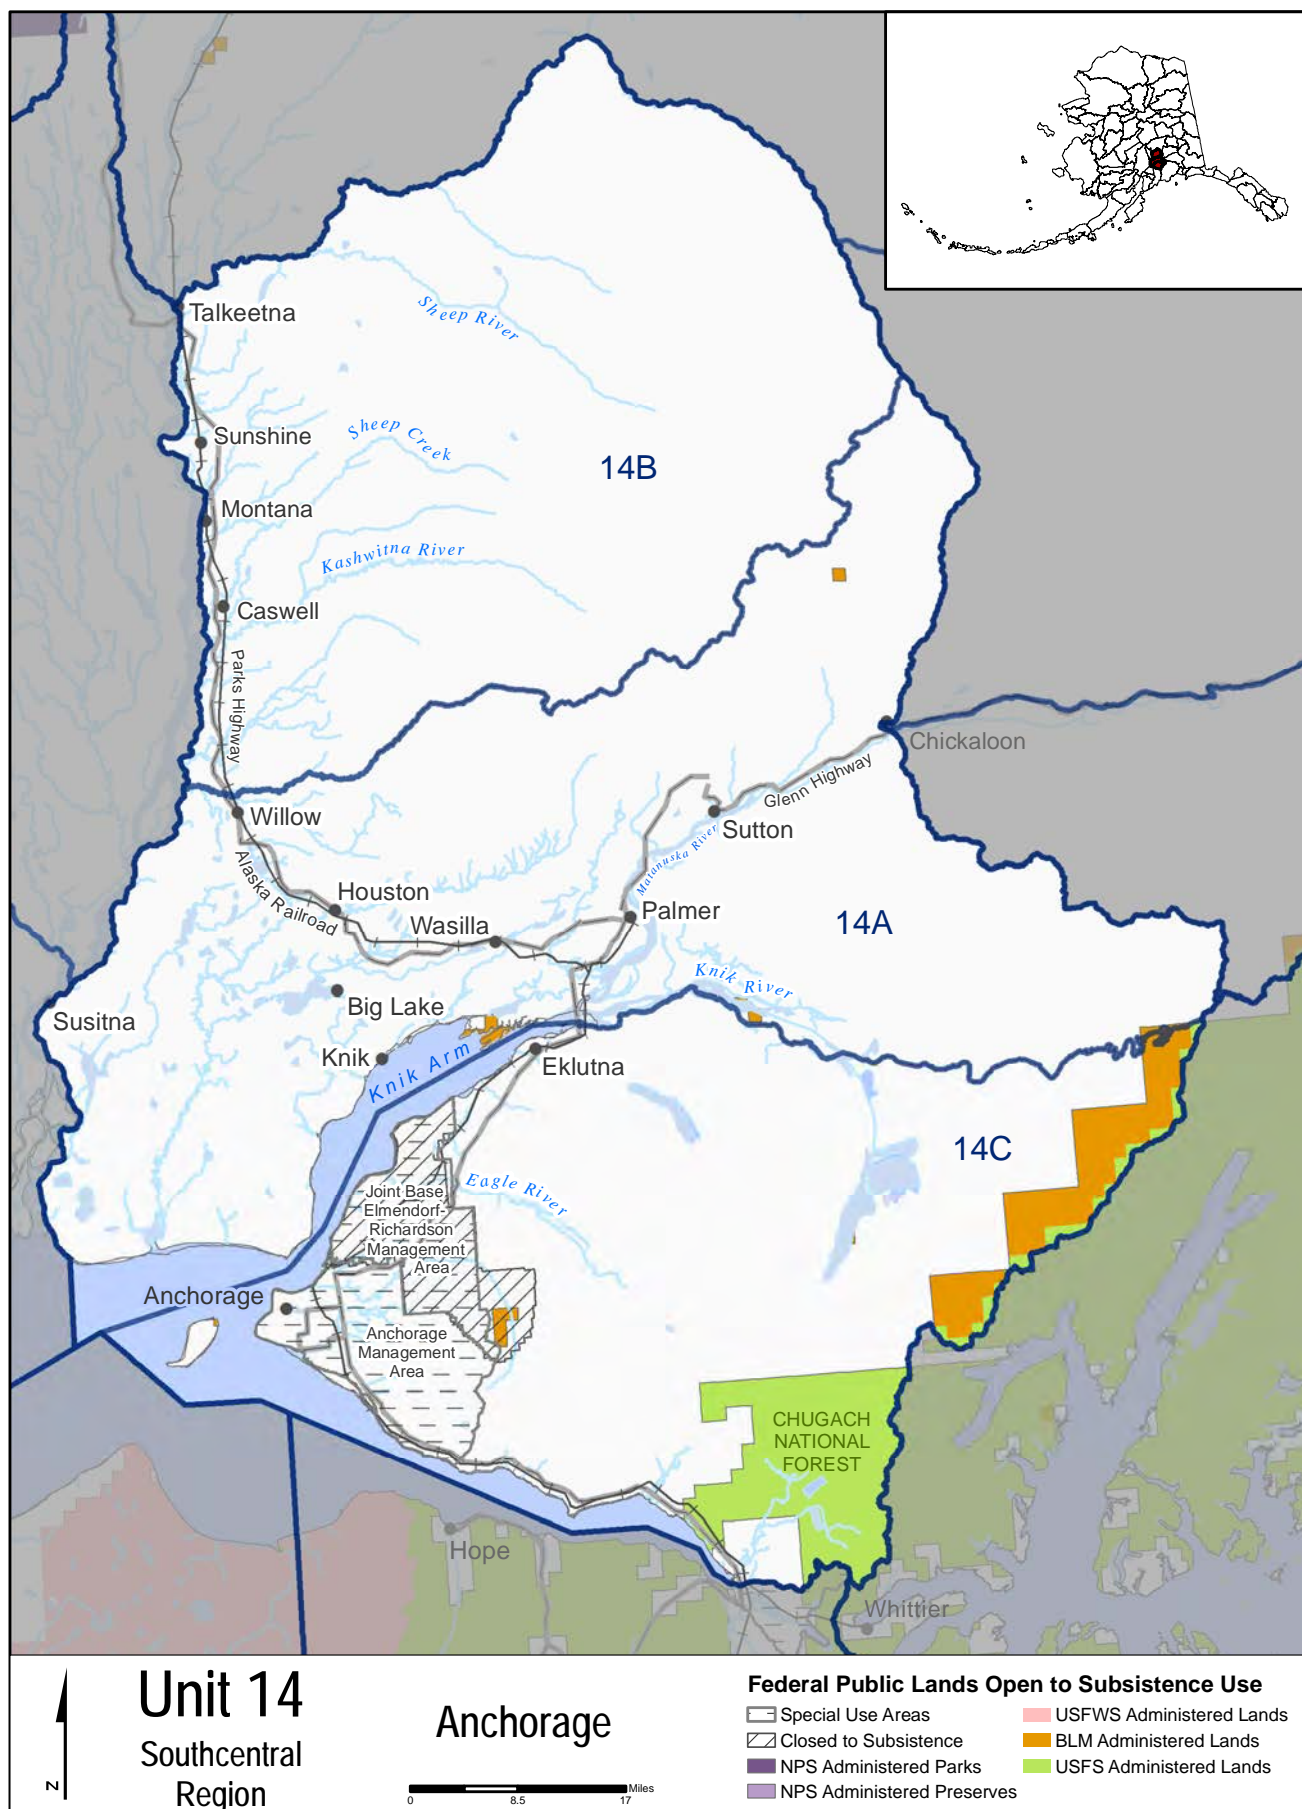 Talkeetna
Sheep River
Sunshine
Sheep Creek
14B
Montana
Kashwitna River
Caswell
Parks Highway
Chickaloon
Glenn Highway
Willow
Sutton
Matanuska River
Alaska Railroad
Houston
Wasilla
Palmer
14A
Knik River
Big Lake
Susitna
Knik
Knik Arm
Eklutna
14C
Eagle River
Joint Base
Elmendorf-
Richardson
Management
Area
Anchorage
Anchorage
Management
Area
CHUGACH
NATIONAL
FOREST
Hope
Whittier
N
Unit 14
Southcentral
Region
Anchorage
Miles
0 8.5 17
Federal Public Lands Open to Subsistence Use
Special Use Areas
Closed to Subsistence
NPS Administered Parks
NPS Administered Preserves
USFWS Administered Lands
BLM Administered Lands
USFS Administered Lands